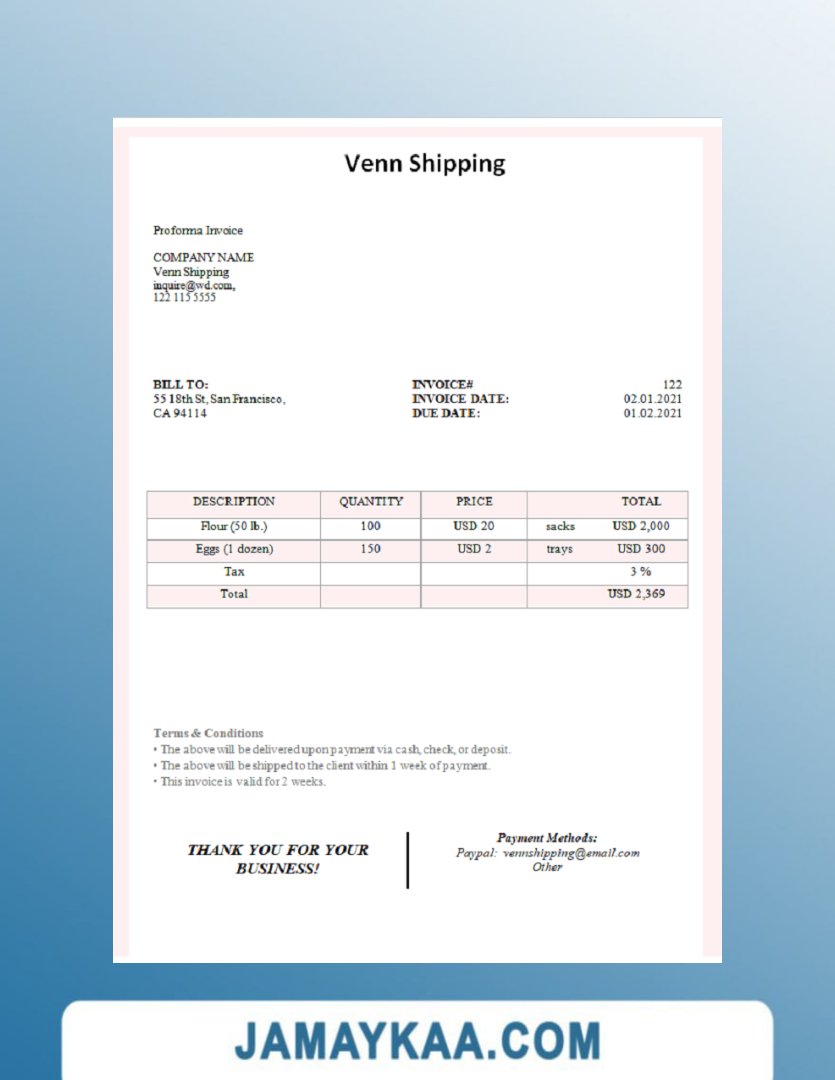 Venn Shipping
Proforma Invoice
COMPANY NAME
Venn Shipping
inquire@wd.com,
122 115 5555
BILL TO:
55 18th St, San Francisco,
CA 94114
INVOICE# 122
INVOICE DATE: 02.01.2021
DUE DATE: 01.02.2021
DESCRIPTION QUANTITY PRICE TOTAL
Flour (50 lb.) 100 USD 20 sacks USD 2,000
Eggs (1 dozen) 150 USD 2 trays USD 300
Tax 3 %
Total USD 2,369
Terms & Conditions
• The above will be delivered upon payment via cash, check, or deposit.
• The above will be shipped to the client within 1 week of payment.
• This invoice is valid for 2 weeks.
THANK YOU FOR YOUR
BUSINESS!
Payment Methods:
Paypal: vennshipping@email.com
Other
JAMAYKAA.COM